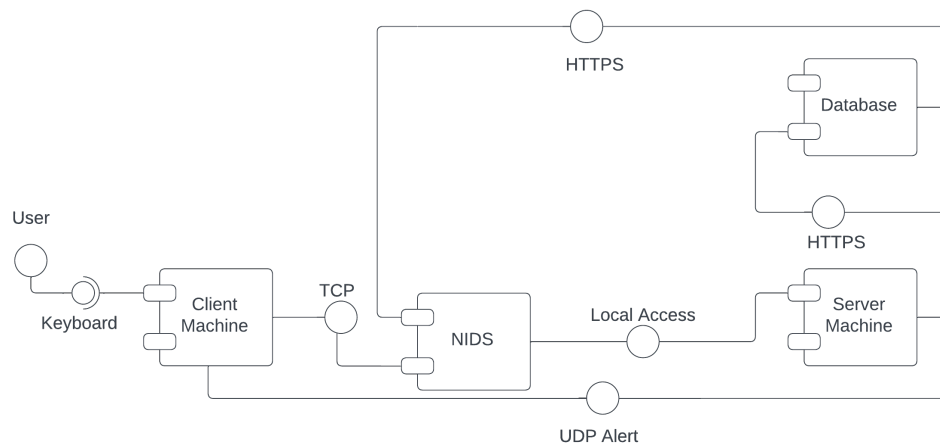 HTTPS
Database
User
HTTPS
Client
Machine
TCP
Keyboard
NIDS
Local Access
Server
Machine
UDP Alert